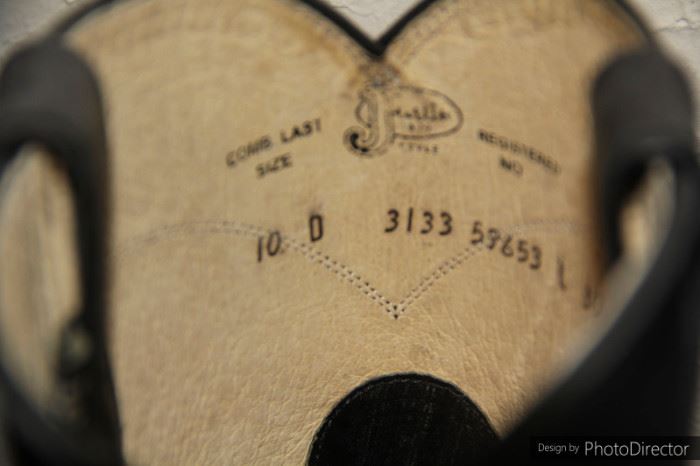 COMB LAST
SIZE
REGISTERED
NO
10 D 3133 59653 L
Design by PhotoDirector